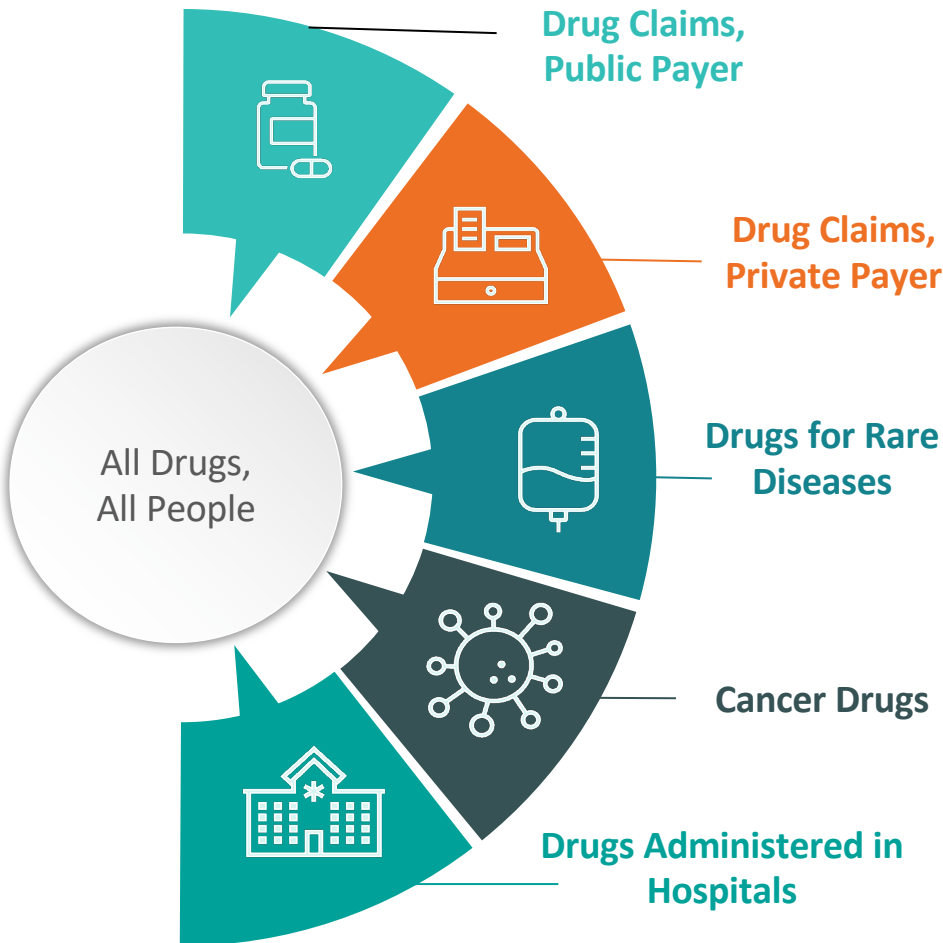 Drug Claims,
Public Payer
Drug Claims,
Private Payer
Drugs for Rare
Diseases
All Drugs,
All People
Cancer Drugs
Drugs Administered in
Hospitals